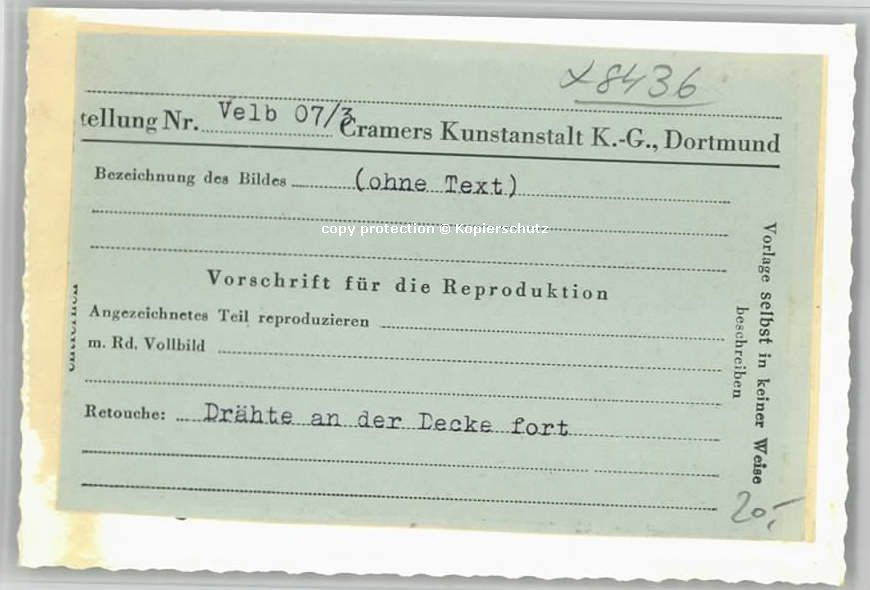 8436
tellung Nr. Velb 07/3 Cramers Kunstanstalt K.-G., Dortmund
Bezeichnung des Bildes (ohne Text)
copy protection © Kopierschutz
Vorschrift für die Reproduktion
Angezeichnetes Teil reproduzieren
m. Rd. Vollbild
Retouche: Drähte an der Decke fort
Vorlage selbst in keiner Weise
beschreiben
20,-